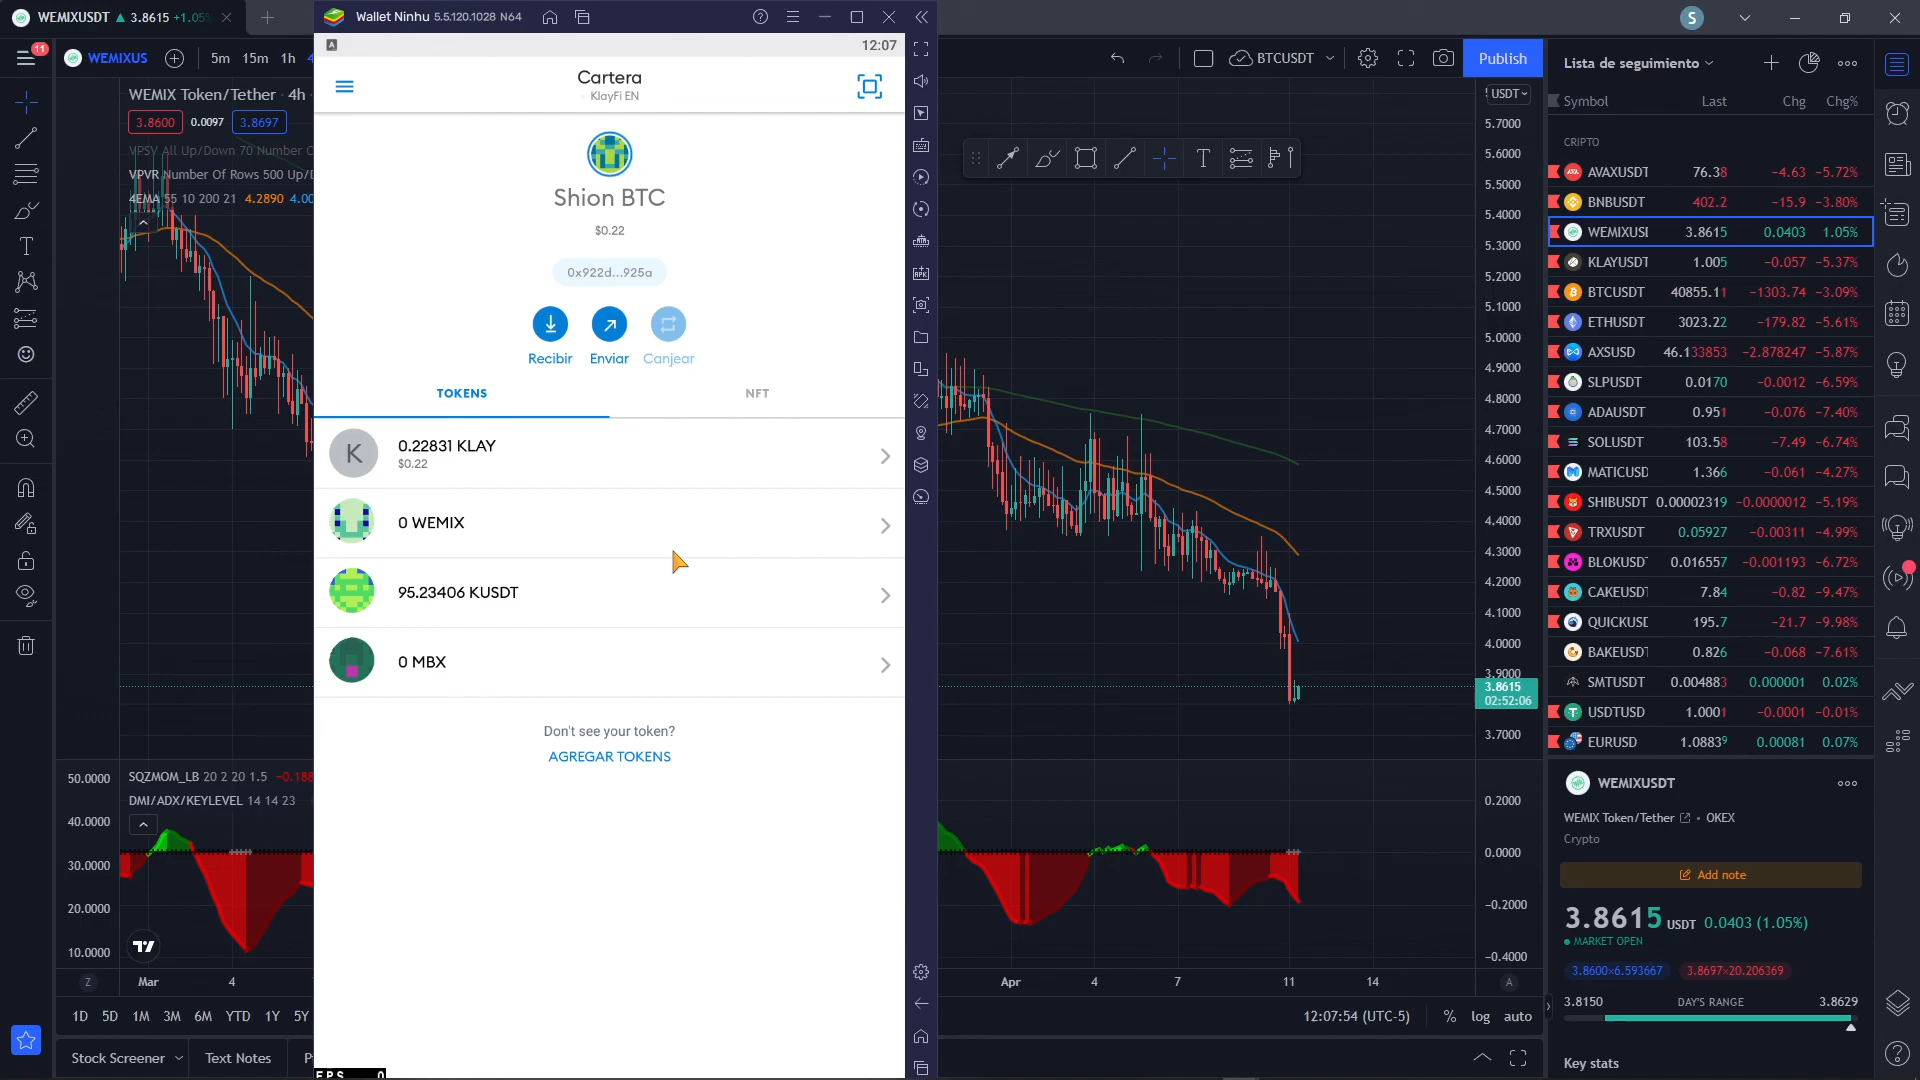 WEMIXUSDT ▲ 3.8615 +1.05
Wallet Ninhu 5.5.120.1028 N64
S
11
WEMIXUS
5m 15m 1h 4
BTCUSDT
Publish
WEMIX Token/Tether · 4h
3.8600 0.0097 3.8697
VPSV All Up/Down 70 Number O
VPVR Number Of Rows 500 Up/
4EMA 55 10 200 21 4.2890 4.00
A
12:07
Cartera
KlayFi EN
Shion BTC
$0.22
0x922d...925a
Recibir Enviar Canjear
TOKENS NFT
K
0.22831 KLAY
$0.22
0 WEMIX
95.23406 KUSDT
0 MBX
Don't see your token?
AGREGAR TOKENS
FPS 0
SQZMOM_LB 20 2 20 1.5 -0.188
DMI/ADX/KEYLEVEL 14 14 23
50.0000
40.0000
30.0000
20.0000
10.0000
Z Mar 4
1D 5D 1M 3M 6M YTD 1Y 5Y
Stock Screener Text Notes P
USDT
5.7000
5.6000
5.5000
5.4000
5.3000
5.2000
5.1000
5.0000
4.9000
4.8000
4.7000
4.6000
4.5000
4.4000
4.3000
4.2000
4.1000
4.0000
3.9000
3.8615
02:52:06
3.7000
0.2000
0.0000
-0.2000
-0.4000
Apr 4 7 11 14 A
12:07:54 (UTC-5) % log auto
Lista de seguimiento
Symbol Last Chg Chg%
CRIPTO
AVAXUSDT 76.38 -4.63 -5.72%
BNBUSDT 402.2 -15.9 -3.80%
WEMIXUSI 3.8615 0.0403 1.05%
KLAYUSDT 1.005 -0.057 -5.37%
BTCUSDT 40855.11 -1303.74 -3.09%
ETHUSDT 3023.22 -179.82 -5.61%
AXSUSD 46.133853 -2.878247 -5.87%
SLPUSDT 0.0170 -0.0012 -6.59%
ADAUSDT 0.951 -0.076 -7.40%
SOLUSDT 103.58 -7.49 -6.74%
MATICUSD 1.366 -0.061 -4.27%
SHIBUSDT 0.00002319 -0.0000012 -5.19%
TRXUSDT 0.05927 -0.00311 -4.99%
BLOKUSD 0.016557 -0.001193 -6.72%
CAKEUSDT 7.84 -0.82 -9.47%
QUICKUSD 195.7 -21.7 -9.98%
BAKEUSDT 0.826 -0.068 -7.61%
SMTUSDT 0.004883 0.000001 0.02%
USDTUSD 1.0001 -0.0001 -0.01%
EURUSD 1.08839 0.00081 0.07%
WEMIXUSDT
WEMIX Token/Tether • OKEX
Crypto
Add note
3.8615 USDT 0.0403 (1.05%)
MARKET OPEN
3.8600×6.593667 3.8697×20.206369
3.8150 DAY'S RANGE 3.8629
Key stats